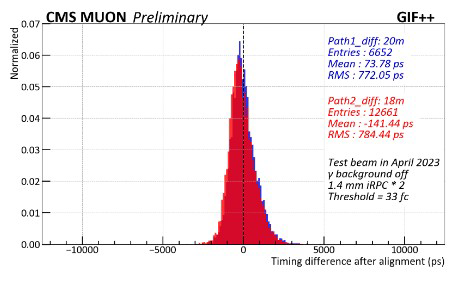 CMS MUON Preliminary GIF++
Normalized
0.07
0.06
0.05
0.04
0.03
0.02
0.01
0.00
Path1_diff: 20m
Entries : 6652
Mean : 73.78 ps
RMS : 772.05 ps
Path2_diff: 18m
Entries : 12661
Mean : -141.44 ps
RMS : 784.44 ps
Test beam in April 2023
γ background off
1.4 mm iRPC * 2
Threshold = 33 fc
−10000 −5000 0 5000 10000
Timing difference after alignment (ps)